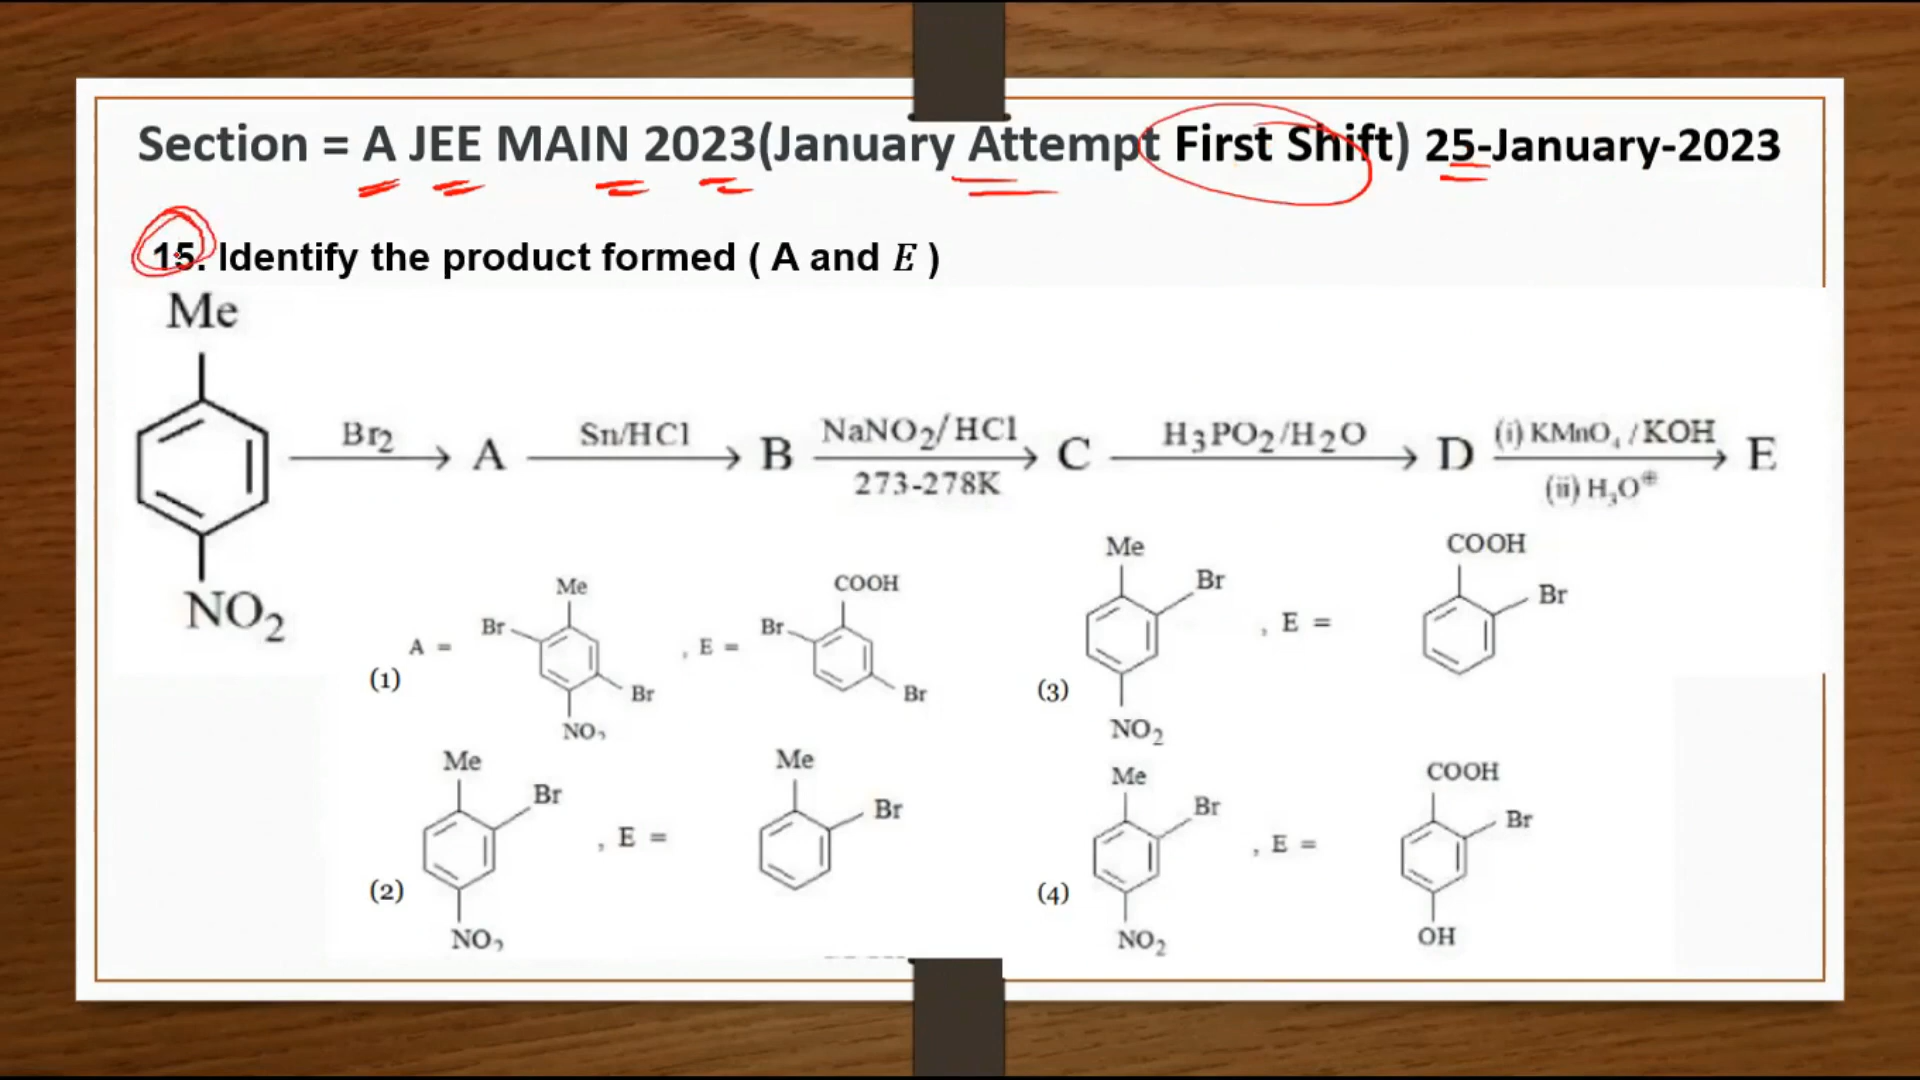 Section = A JEE MAIN 2023(January Attempt First Shift) 25-January-2023
15. Identify the product formed ( A and E )
Me
NO2
Br2
A
Sn/HCl
B
NaNO2/HCl
273-278K
C
H3PO2/H2O
D
(i) KMnO4 / KOH
(ii) H3O⊕
E
(1)
A =
Me
Br
Br
NO2
, E =
COOH
Br
Br
(2)
Me
Br
NO2
, E =
Me
Br
(3)
Me
Br
NO2
, E =
COOH
Br
(4)
Me
Br
NO2
, E =
COOH
Br
OH